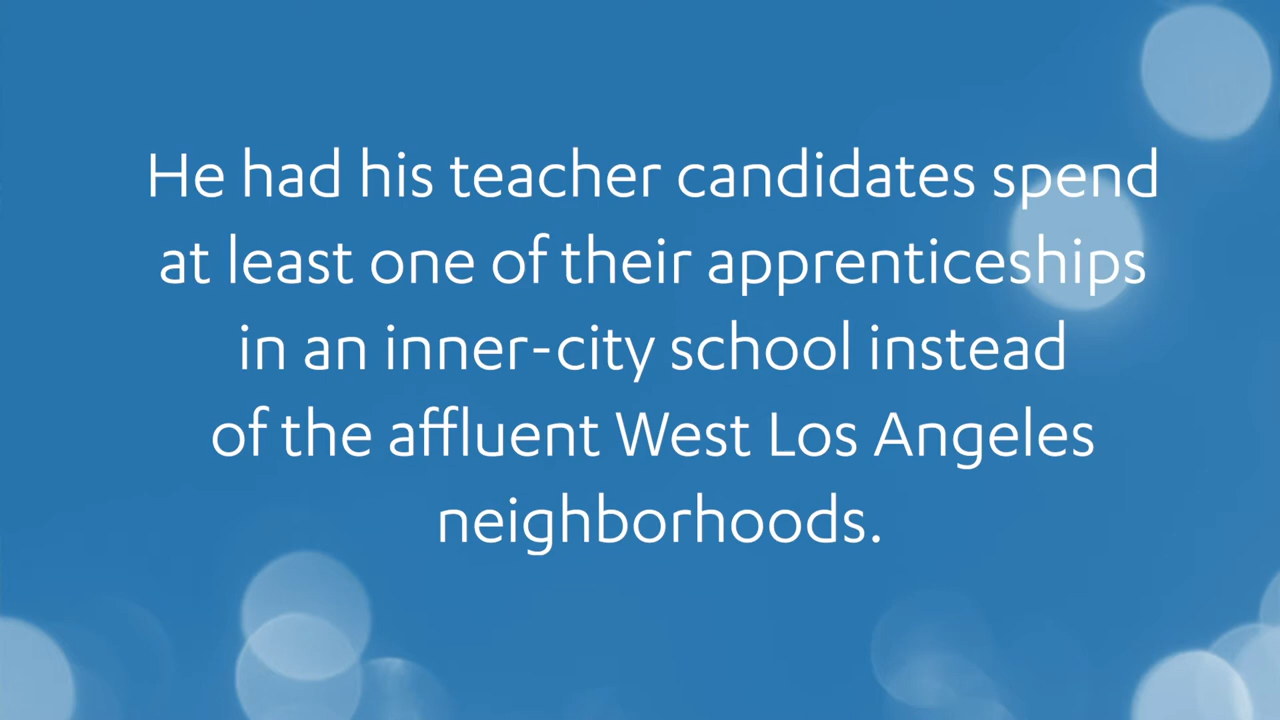 He had his teacher candidates spend
at least one of their apprenticeships
in an inner-city school instead
of the affluent West Los Angeles
neighborhoods.